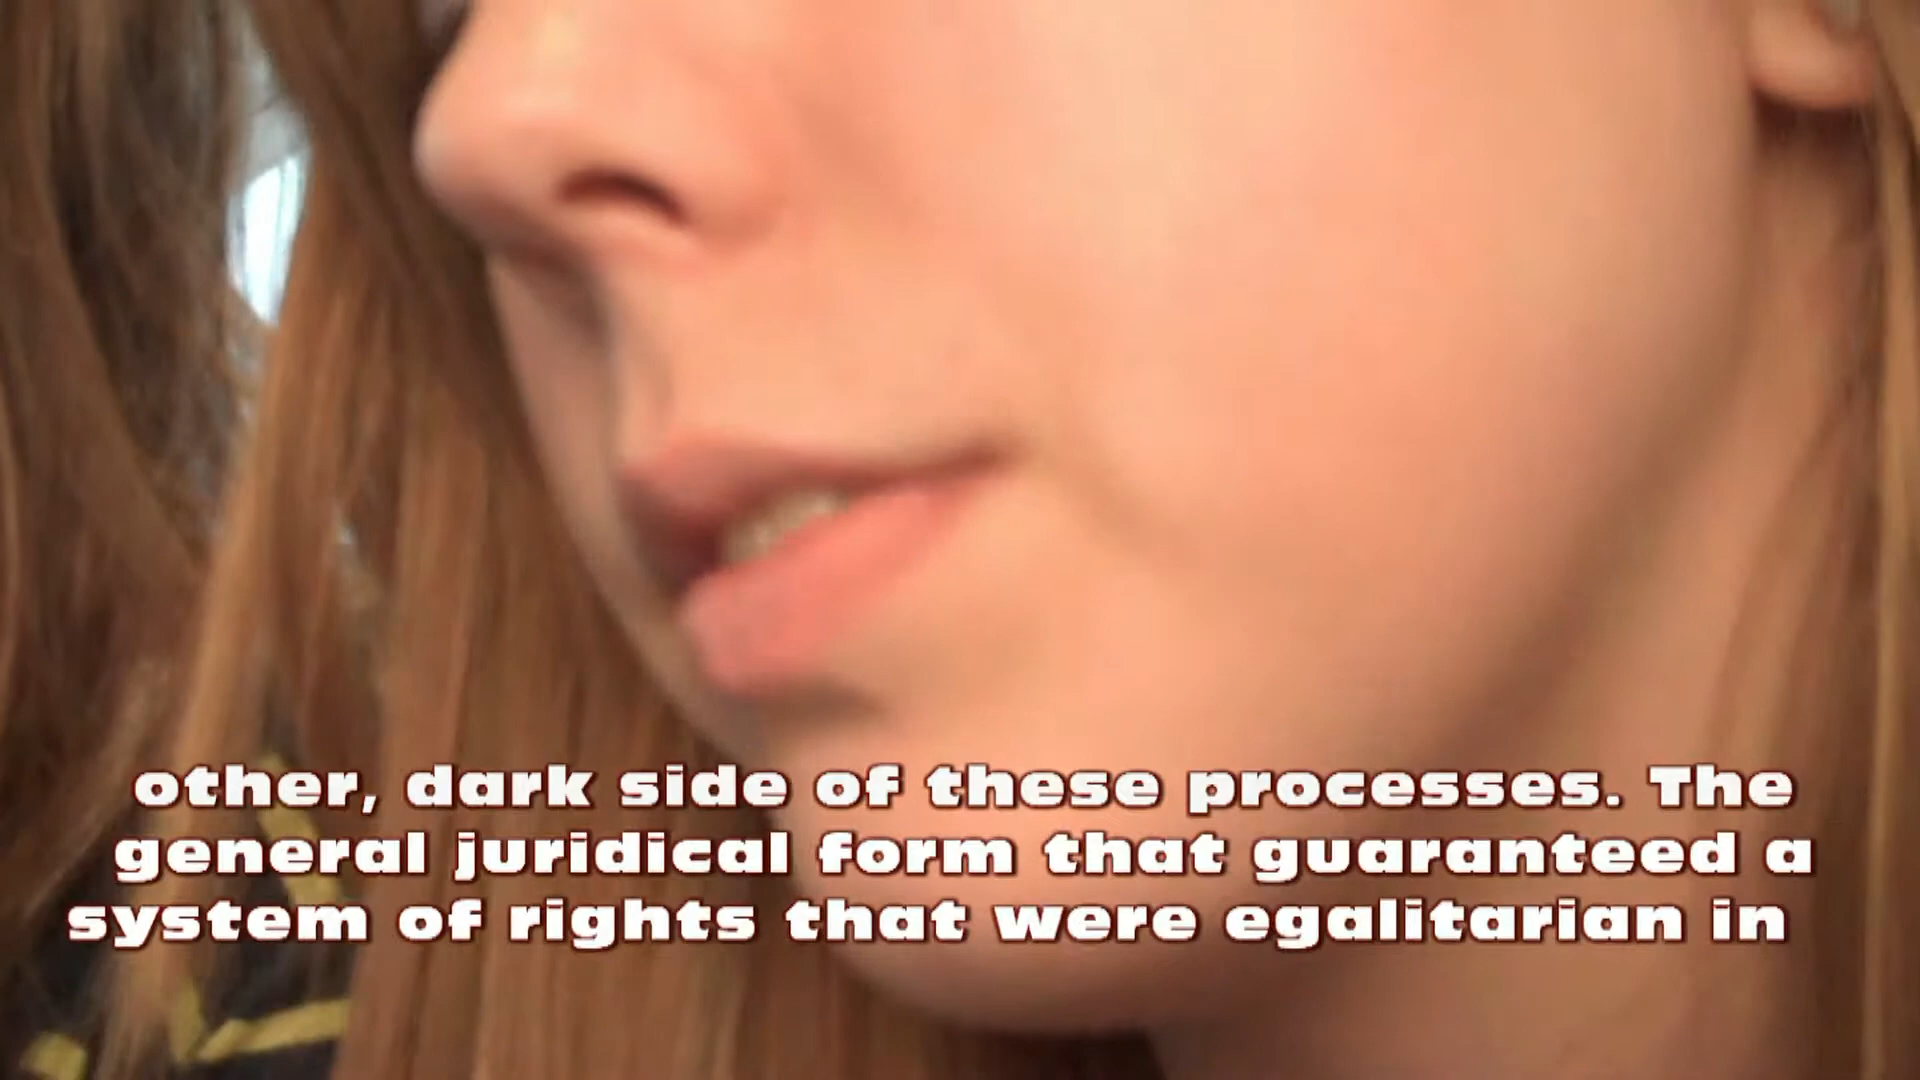 other, dark side of these processes. The
general juridical form that guaranteed a
system of rights that were egalitarian in